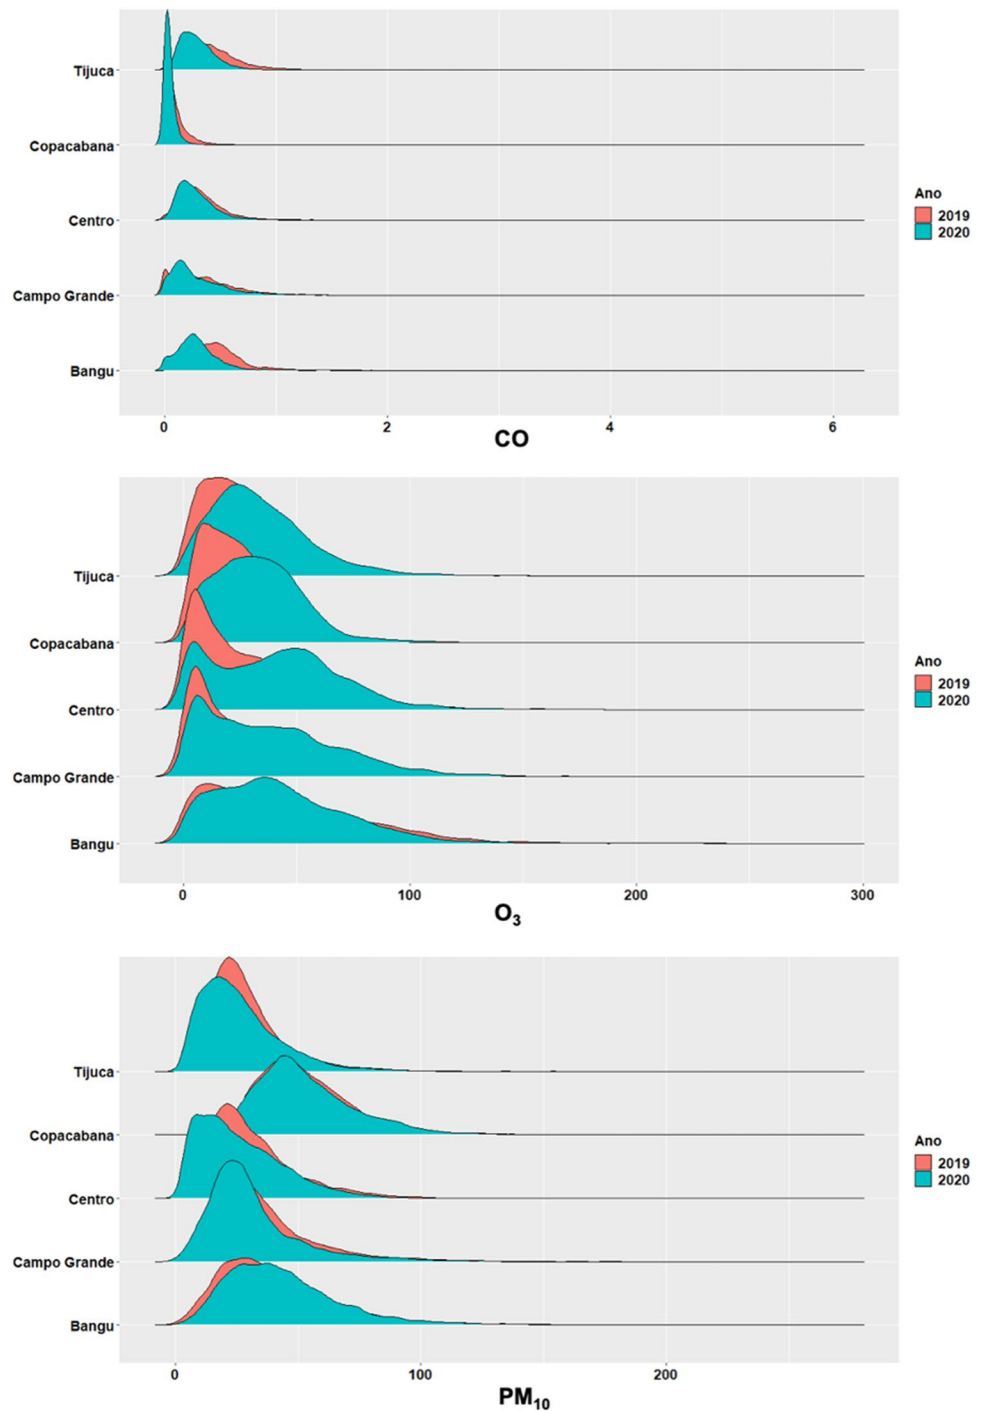 Tijuca
Copacabana
Centro
Campo Grande
Bangu
0 2 4 6
CO
Ano
2019
2020
Tijuca
Copacabana
Centro
Campo Grande
Bangu
0 100 200 300
O₃
Ano
2019
2020
Tijuca
Copacabana
Centro
Campo Grande
Bangu
0 100 200
PM₁₀
Ano
2019
2020